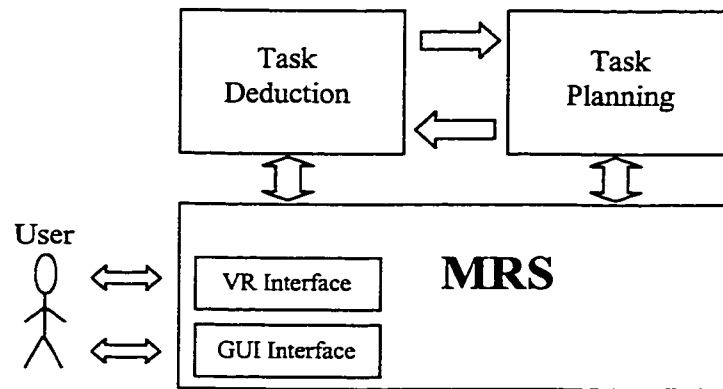 Task
Deduction
Task
Planning
User
VR Interface
MRS
GUI Interface